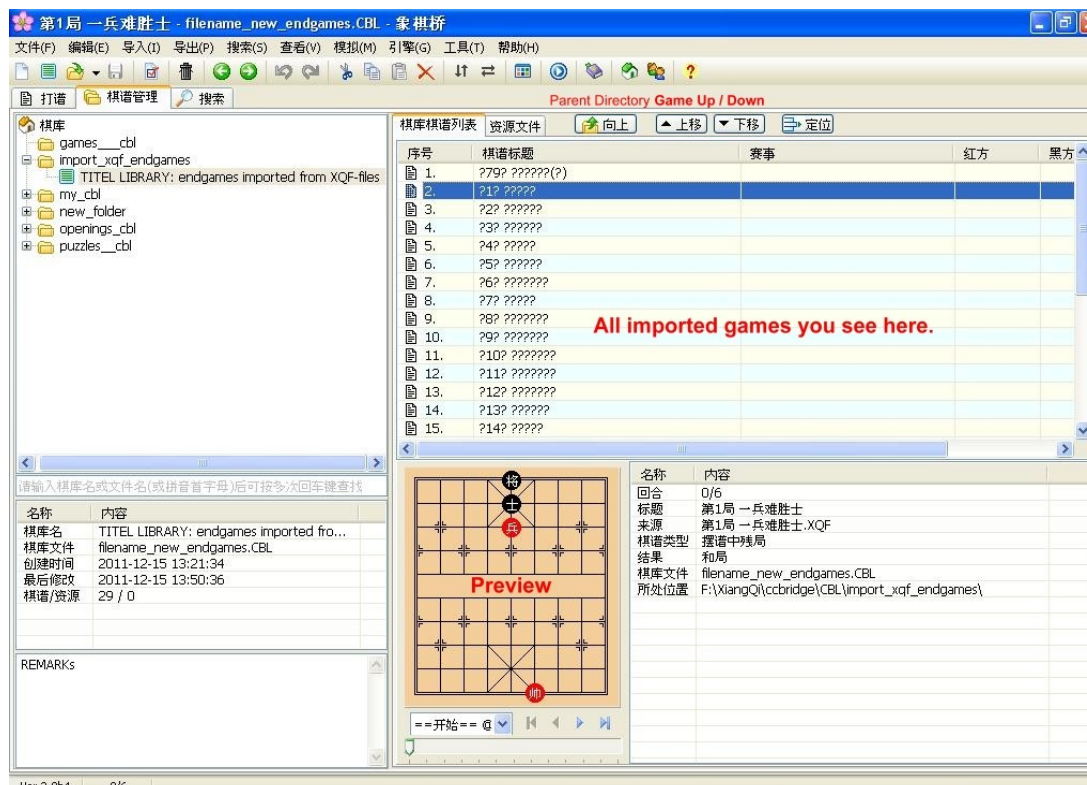 第1局 一兵难胜士 - filename_new_endgames.CBL - 象棋桥
文件(F) 编辑(E) 导入(I) 导出(P) 搜索(S) 查看(V) 模拟(M) 引擎(G) 工具(T) 帮助(H)
打谱 棋谱管理 搜索
Parent Directory Game Up / Down
棋库
games___cbl
import_xqf_endgames
TITEL LIBRARY: endgames imported from XQF-files
my_cbl
new_folder
openings_cbl
puzzles__cbl
棋库棋谱列表 资源文件 向上 上移 下移 定位
序号 棋谱标题 赛事 红方 黑方
1. ?79? ??????(?)
2. ?1? ?????
3. ?2? ??????
4. ?3? ??????
5. ?4? ?????
6. ?5? ??????
7. ?6? ???????
8. ?7? ?????
9. ?8? ???????
10. ?9? ??????
11. ?10? ???????
12. ?11? ???????
13. ?12? ???????
14. ?13? ??????
15. ?14? ?????
All imported games you see here.
请输入棋库名或文件名(或拼音首字母)后可按多次回车键查找
名称 内容
棋库名 TITEL LIBRARY: endgames imported fro...
棋库文件 filename_new_endgames.CBL
创建时间 2011-12-15 13:21:34
最后修改 2011-12-15 13:50:36
棋谱/资源 29 / 0
REMARKs
将
士
兵
Preview
帅
==开始== @
名称 内容
回合 0/6
标题 第1局 一兵难胜士
来源 第1局 一兵难胜士.XQF
棋谱类型 摆谱中残局
结果 和局
棋库文件 filename_new_endgames.CBL
所处位置 F:\XiangQi\ccbridge\CBL\import_xqf_endgames\